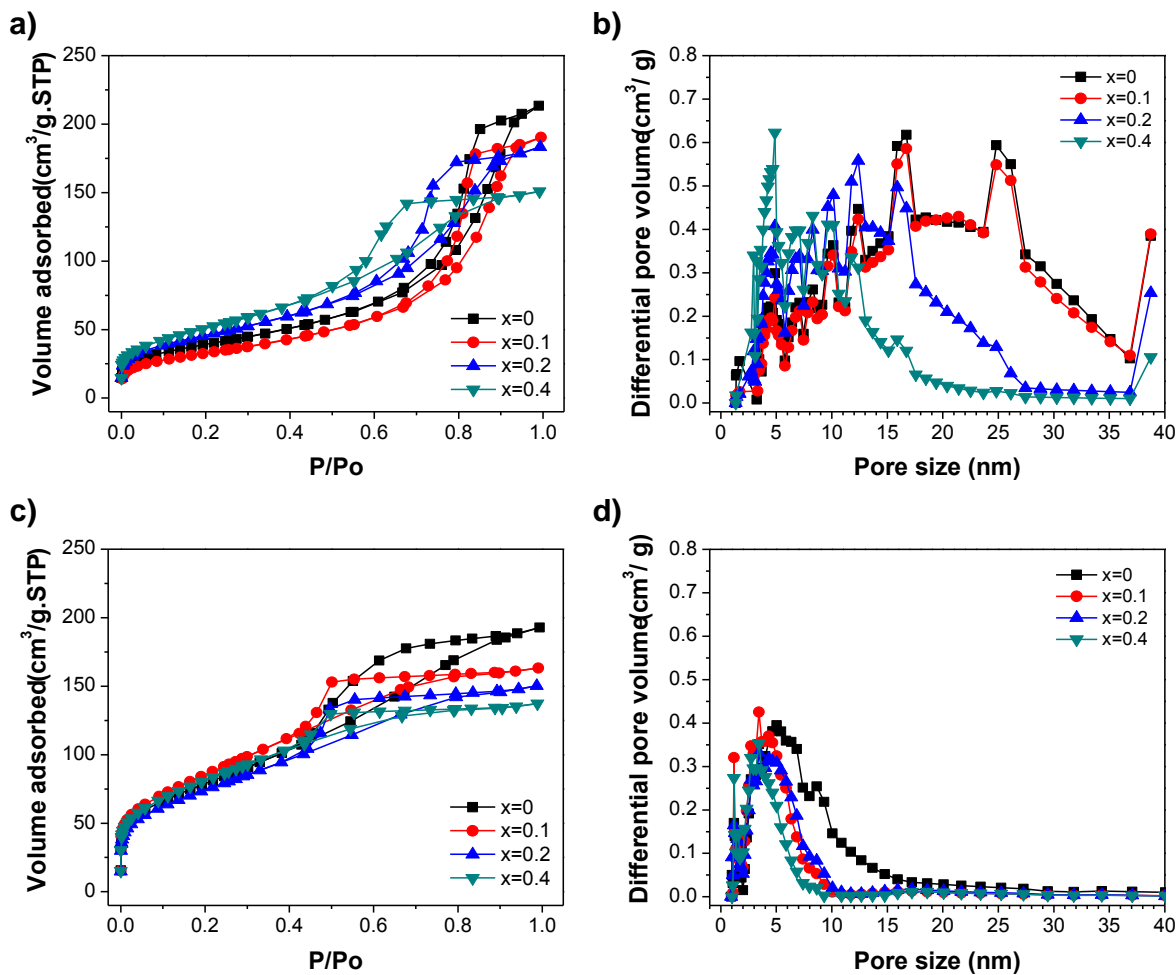 a)
Volume adsorbed(cm³/g.STP)
250
200
150
100
50
0
x=0
x=0.1
x=0.2
x=0.4
0.0 0.2 0.4 0.6 0.8 1.0
P/Po
b)
Differential pore volume(cm³/ g)
0.8
0.7
0.6
0.5
0.4
0.3
0.2
0.1
0.0
x=0
x=0.1
x=0.2
x=0.4
0 5 10 15 20 25 30 35 40
Pore size (nm)
c)
Volume adsorbed(cm³/g.STP)
250
200
150
100
50
0
x=0
x=0.1
x=0.2
x=0.4
0.0 0.2 0.4 0.6 0.8 1.0
P/Po
d)
Differential pore volume(cm³/ g)
0.8
0.7
0.6
0.5
0.4
0.3
0.2
0.1
0.0
x=0
x=0.1
x=0.2
x=0.4
0 5 10 15 20 25 30 35 40
Pore size (nm)